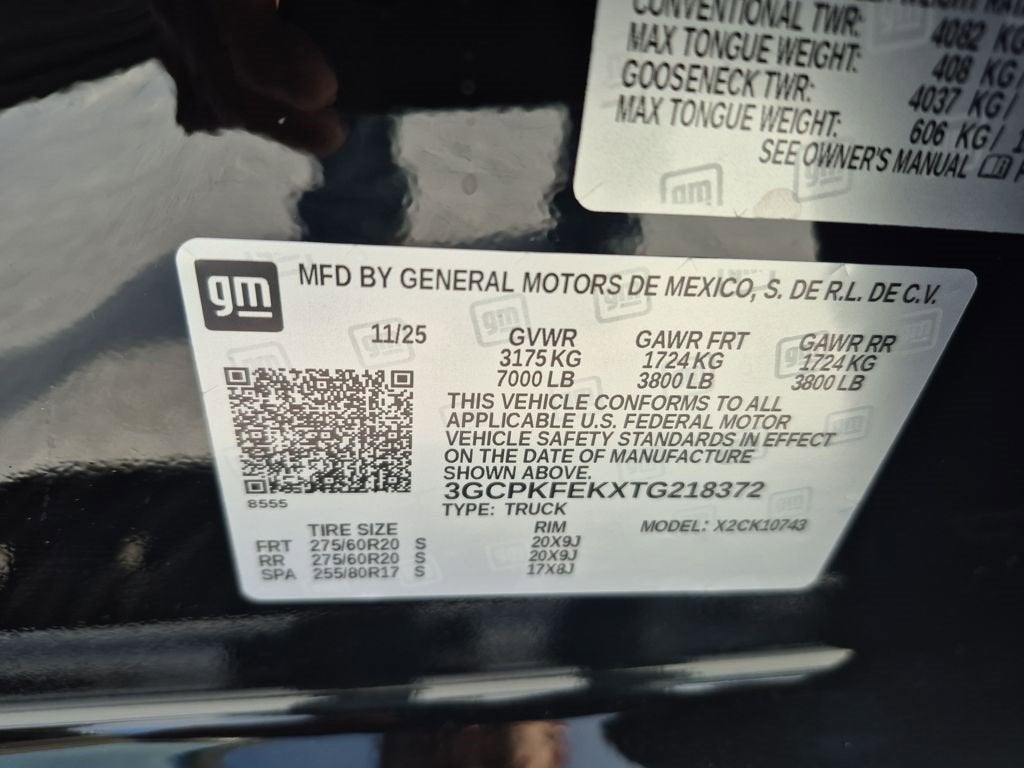 CONVENTIONAL TWR: 4082 KG
MAX TONGUE WEIGHT: 408 KG/
GOOSENECK TWR: 4037 KG/
MAX TONGUE WEIGHT: 606 KG/ 1
SEE OWNER'S MANUAL
gm
gm MFD BY GENERAL MOTORS DE MEXICO, S. DE R.L. DE C.V.
11/25 GVWR GAWR FRT GAWR RR
3175 KG 1724 KG 1724 KG
7000 LB 3800 LB 3800 LB
THIS VEHICLE CONFORMS TO ALL
APPLICABLE U.S. FEDERAL MOTOR
VEHICLE SAFETY STANDARDS IN EFFECT
ON THE DATE OF MANUFACTURE
SHOWN ABOVE.
3GCPKFEKXTG218372
8555
TYPE: TRUCK
TIRE SIZE RIM MODEL: X2CK10743
FRT 275/60R20 S 20X9J
RR 275/60R20 S 20X9J
SPA 255/80R17 S 17X8J